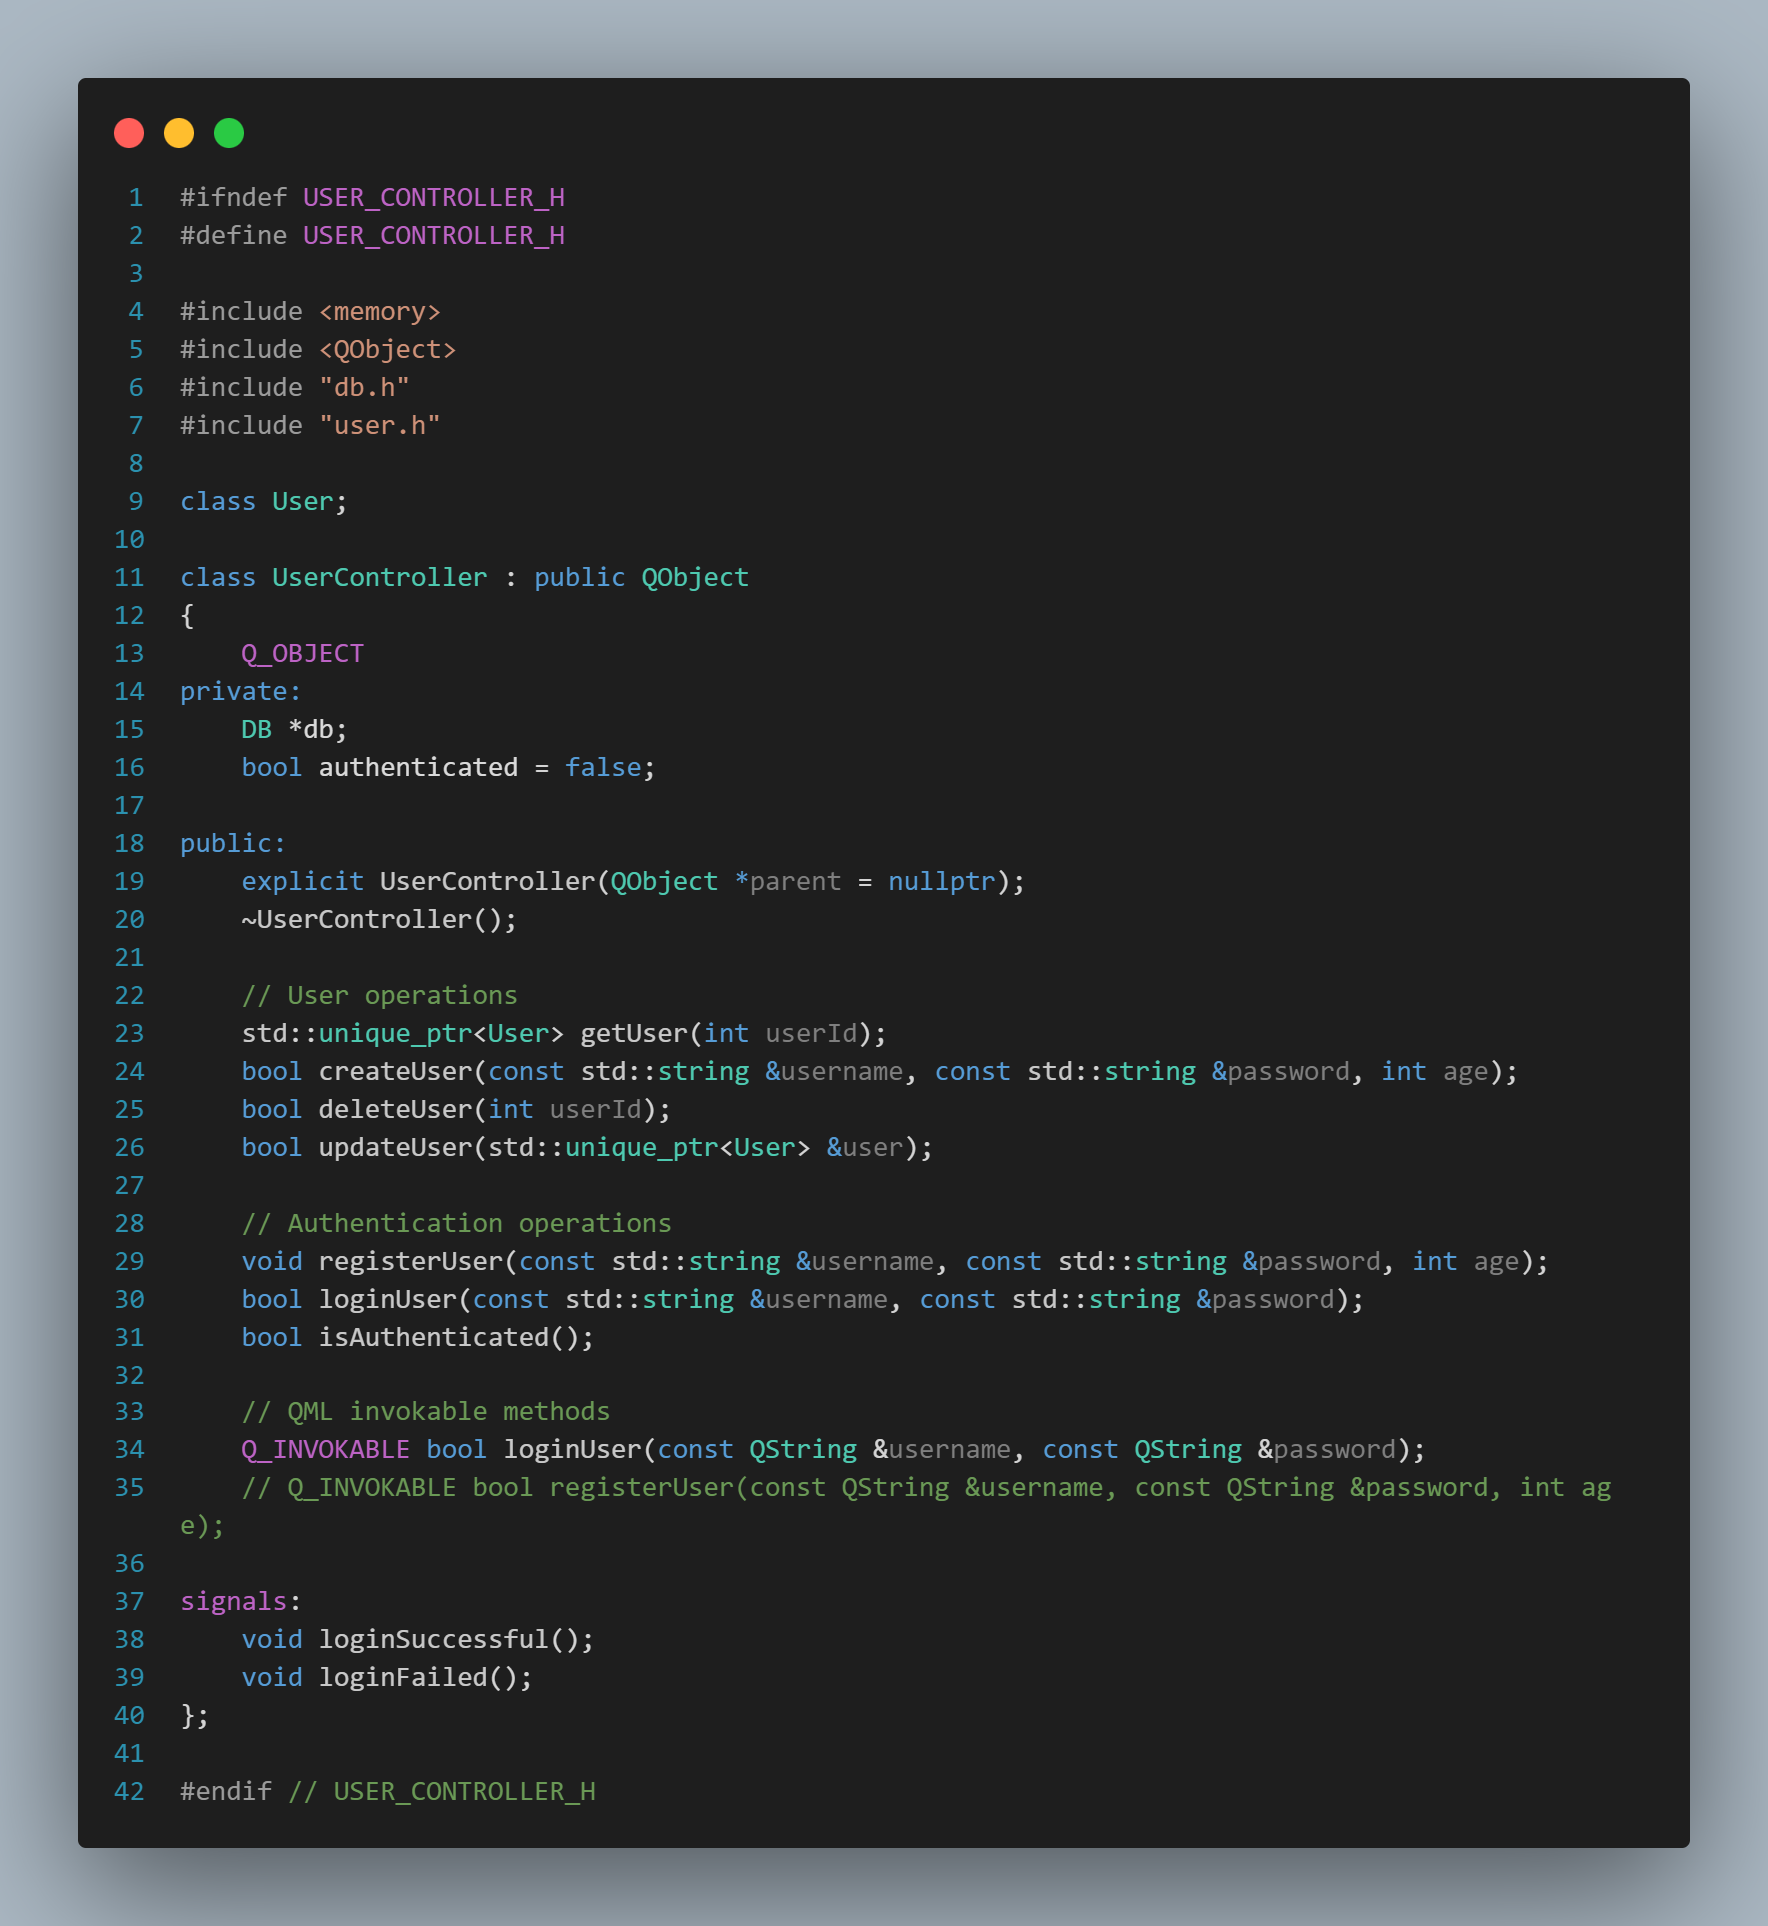 1 #ifndef USER_CONTROLLER_H
2 #define USER_CONTROLLER_H
3
4 #include <memory>
5 #include <QObject>
6 #include "db.h"
7 #include "user.h"
8
9 class User;
10
11 class UserController : public QObject
12 {
13     Q_OBJECT
14 private:
15     DB *db;
16     bool authenticated = false;
17
18 public:
19     explicit UserController(QObject *parent = nullptr);
20     ~UserController();
21
22     // User operations
23     std::unique_ptr<User> getUser(int userId);
24     bool createUser(const std::string &username, const std::string &password, int age);
25     bool deleteUser(int userId);
26     bool updateUser(std::unique_ptr<User> &user);
27
28     // Authentication operations
29     void registerUser(const std::string &username, const std::string &password, int age);
30     bool loginUser(const std::string &username, const std::string &password);
31     bool isAuthenticated();
32
33     // QML invokable methods
34     Q_INVOKABLE bool loginUser(const QString &username, const QString &password);
35     // Q_INVOKABLE bool registerUser(const QString &username, const QString &password, int ag
e);
36
37 signals:
38     void loginSuccessful();
39     void loginFailed();
40 };
41
42 #endif // USER_CONTROLLER_H